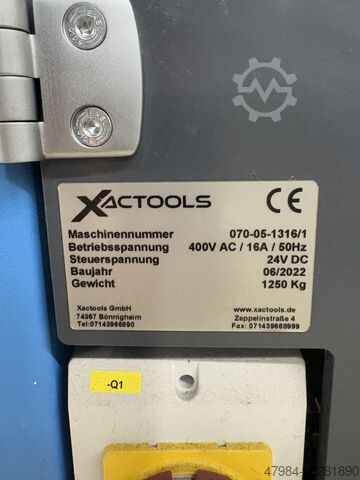 XACTOOLS CE
Maschinennummer 070-05-1316/1
Betriebsspannung 400V AC / 16A / 50Hz
Steuerspannung 24V DC
Baujahr 06/2022
Gewicht 1250 Kg
Xactools GmbH www.xactools.de
74357 Bönnigheim Zeppelinstraße 4
Tel:07143966690 Fax: 071439668999
-Q1